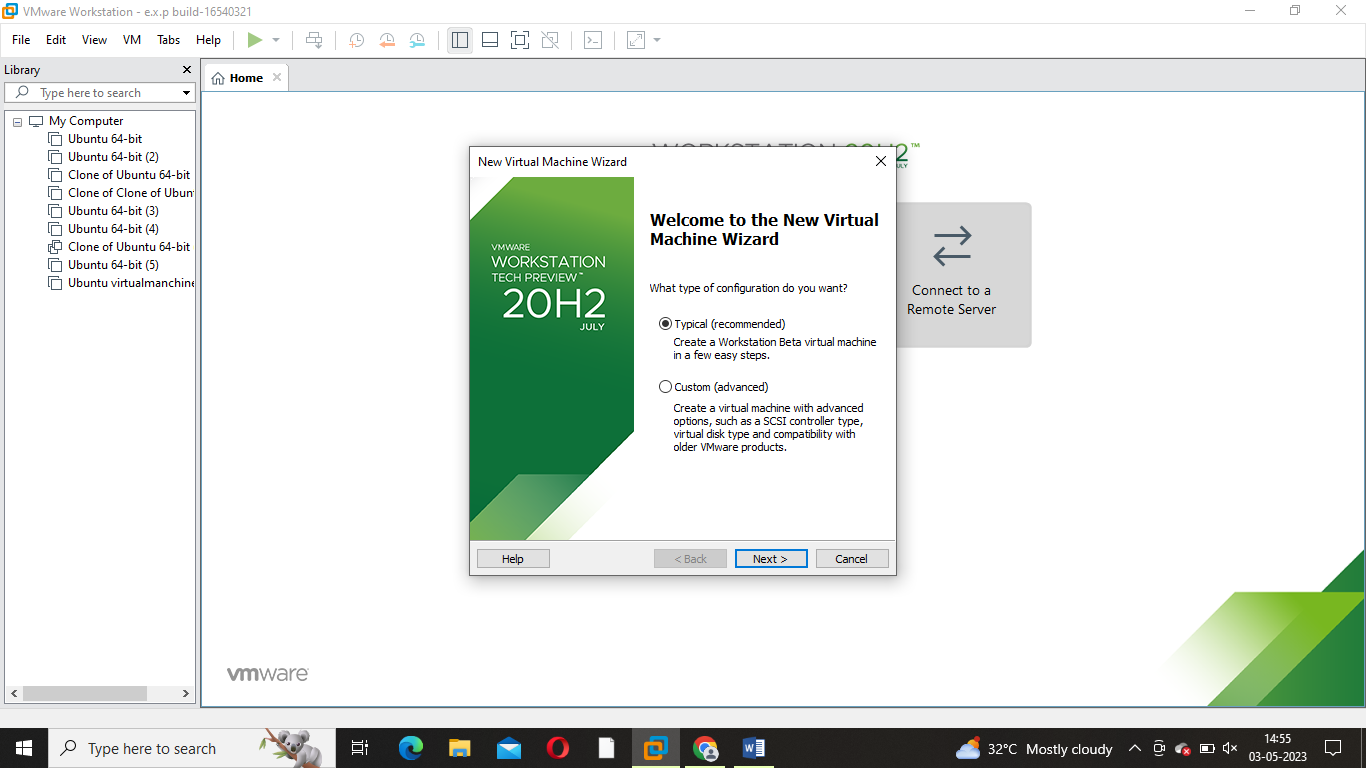 VMware Workstation - e.x.p build-16540321
File Edit View VM Tabs Help
Library
Type here to search
Home
My Computer
Ubuntu 64-bit
Ubuntu 64-bit (2)
Clone of Ubuntu 64-bit
Clone of Clone of Ubun
Ubuntu 64-bit (3)
Ubuntu 64-bit (4)
Clone of Ubuntu 64-bit
Ubuntu 64-bit (5)
Ubuntu virtualmanchine
WORKSTATION 20H2™
JULY
New Virtual Machine Wizard
VMWARE
WORKSTATION
TECH PREVIEW™
20H2
JULY
Welcome to the New Virtual
Machine Wizard
What type of configuration do you want?
Typical (recommended)
Create a Workstation Beta virtual machine
in a few easy steps.
Custom (advanced)
Create a virtual machine with advanced
options, such as a SCSI controller type,
virtual disk type and compatibility with
older VMware products.
Help < Back Next > Cancel
Connect to a
Remote Server
vmware
Type here to search
32°C Mostly cloudy
14:55
03-05-2023